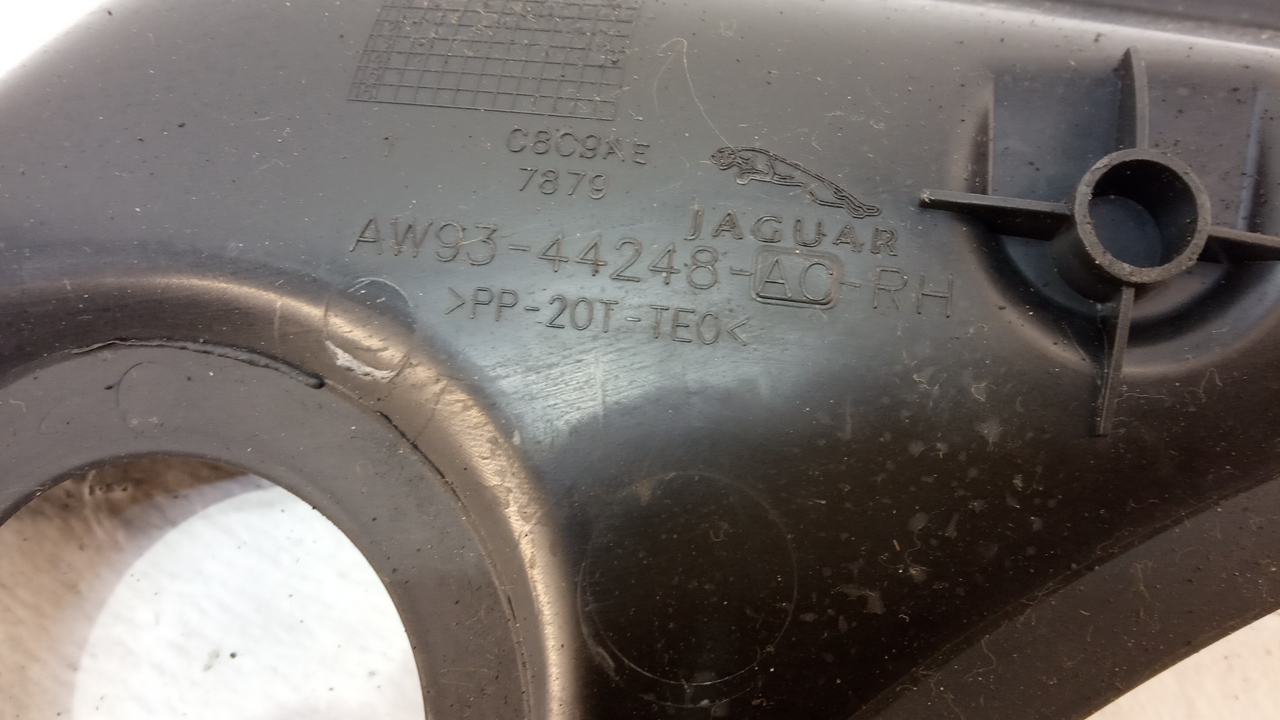 C8C9AE
7879
JAGUAR
AW93-44248-AC-RH
>PP-20T-TEO<